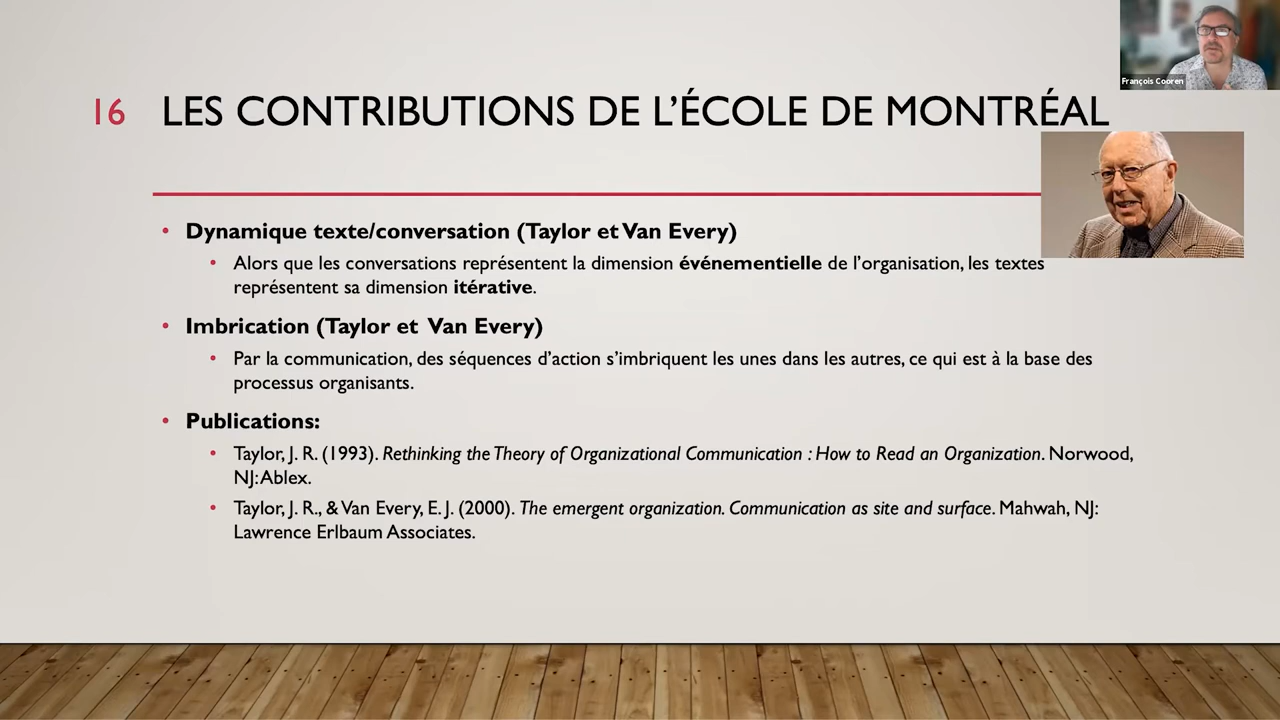 François Cooren
16 LES CONTRIBUTIONS DE L’ÉCOLE DE MONTRÉAL
• Dynamique texte/conversation (Taylor et Van Every)
• Alors que les conversations représentent la dimension événementielle de l’organisation, les textes
représentent sa dimension itérative.
• Imbrication (Taylor et Van Every)
• Par la communication, des séquences d’action s’imbriquent les unes dans les autres, ce qui est à la base des
processus organisants.
• Publications:
• Taylor, J. R. (1993). Rethinking the Theory of Organizational Communication : How to Read an Organization. Norwood,
NJ: Ablex.
• Taylor, J. R., & Van Every, E. J. (2000). The emergent organization. Communication as site and surface. Mahwah, NJ:
Lawrence Erlbaum Associates.